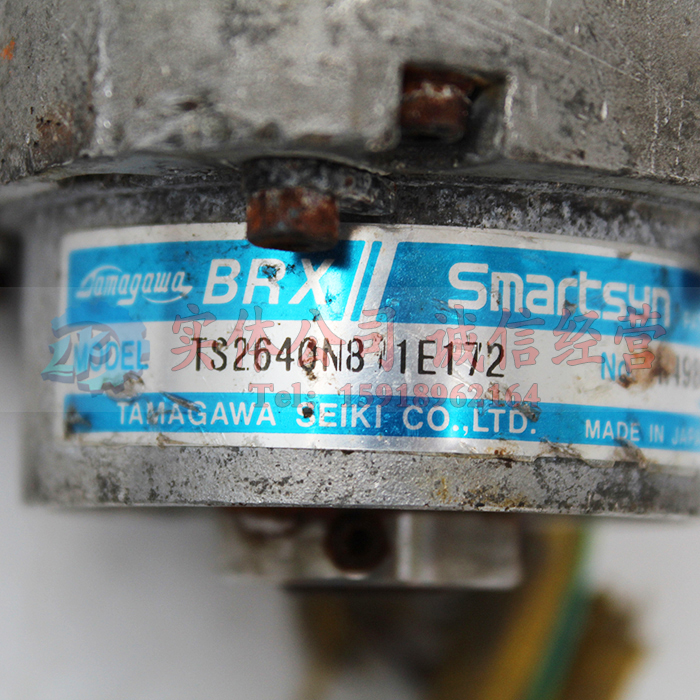 Tamagawa BRX Smartsyn
实体公司 诚信经营
MODEL TS2640N871E172 No.
Tel: 15918962164
TAMAGAWA SEIKI CO.,LTD. MADE IN JAPAN